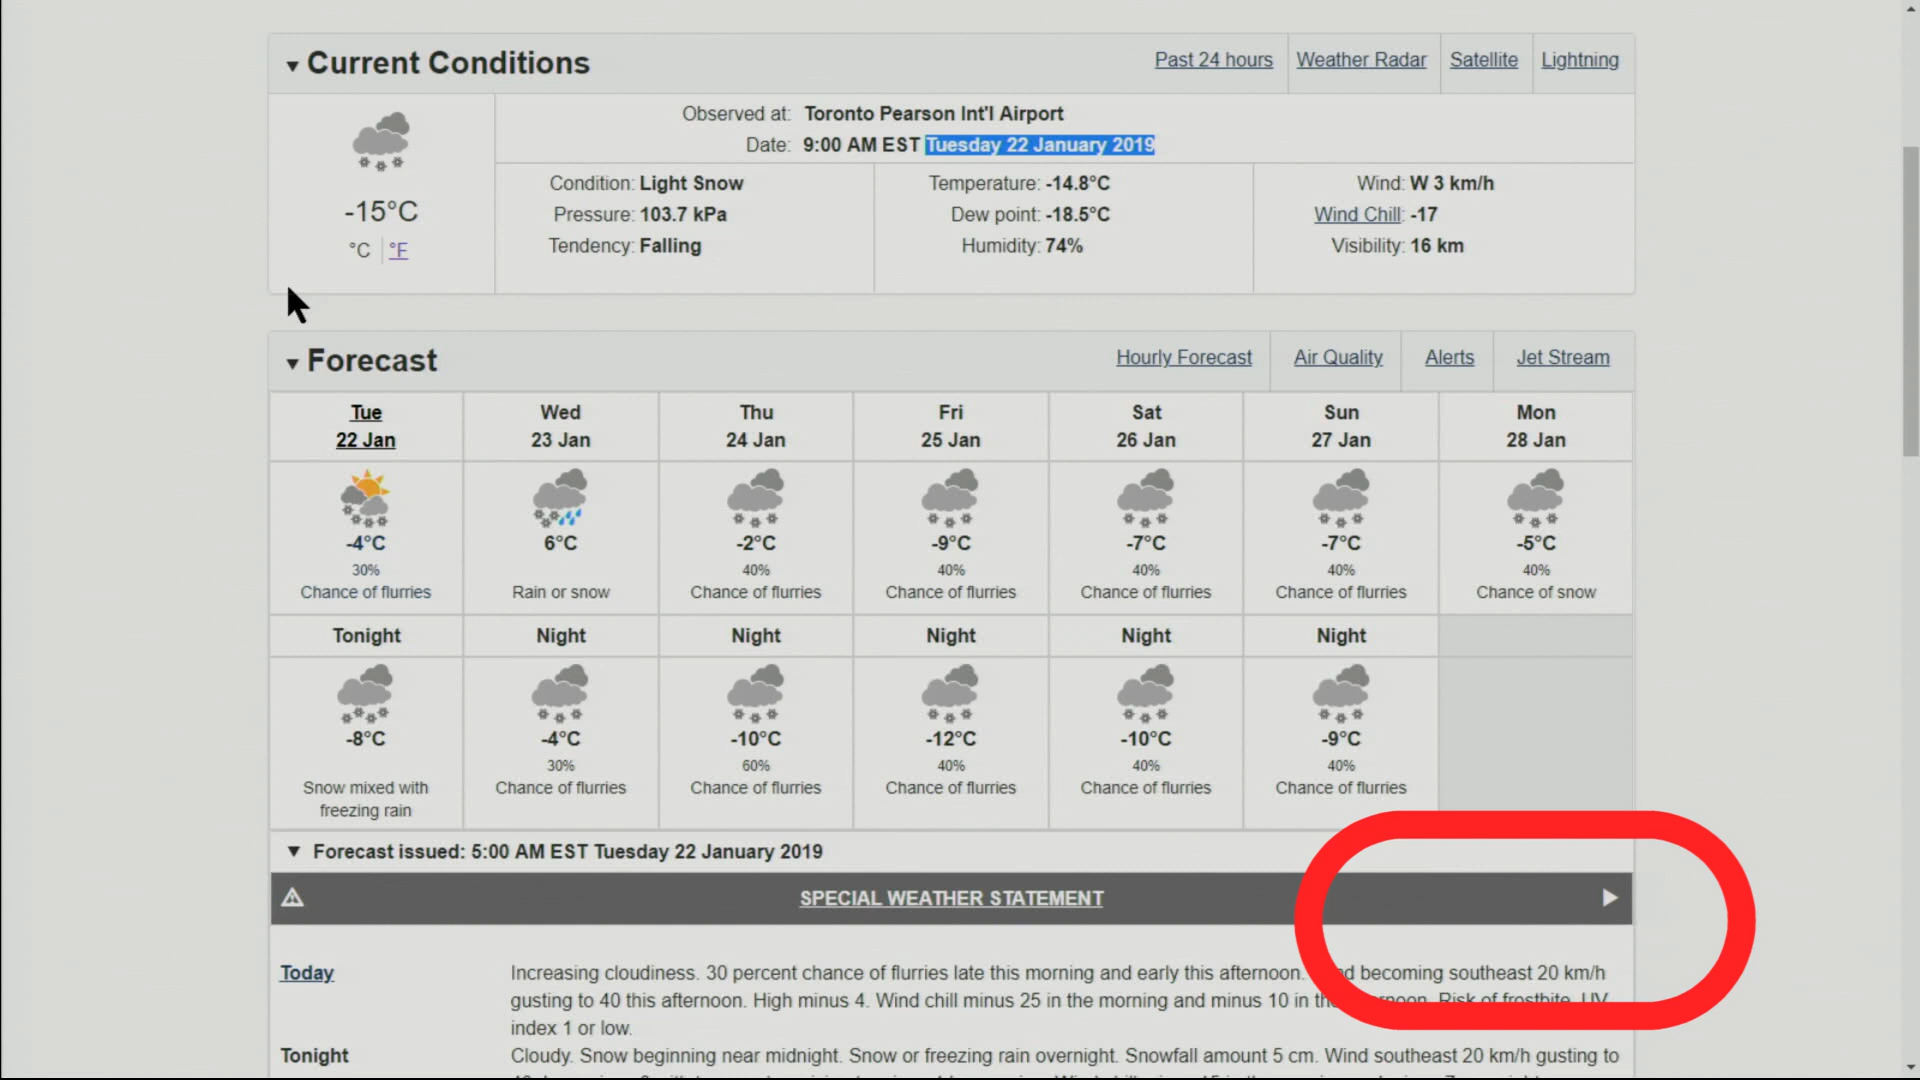 Current Conditions
Past 24 hours
Weather Radar
Satellite
Lightning
Observed at: Toronto Pearson Int'l Airport
Date: 9:00 AM EST Tuesday 22 January 2019
-15°C
°C
°F
Condition: Light Snow
Pressure: 103.7 kPa
Tendency: Falling
Temperature: -14.8°C
Dew point: -18.5°C
Humidity: 74%
Wind: W 3 km/h
Wind Chill: -17
Visibility: 16 km
Forecast
Hourly Forecast
Air Quality
Alerts
Jet Stream
Tue
22 Jan
Wed
23 Jan
Thu
24 Jan
Fri
25 Jan
Sat
26 Jan
Sun
27 Jan
Mon
28 Jan
-4°C
30%
Chance of flurries
6°C
Rain or snow
-2°C
40%
Chance of flurries
-9°C
40%
Chance of flurries
-7°C
40%
Chance of flurries
-7°C
40%
Chance of flurries
-5°C
40%
Chance of snow
Tonight
Night
Night
Night
Night
Night
-8°C
Snow mixed with
freezing rain
-4°C
30%
Chance of flurries
-10°C
60%
Chance of flurries
-12°C
40%
Chance of flurries
-10°C
40%
Chance of flurries
-9°C
40%
Chance of flurries
Forecast issued: 5:00 AM EST Tuesday 22 January 2019
SPECIAL WEATHER STATEMENT
Today
Increasing cloudiness. 30 percent chance of flurries late this morning and early this afternoon. becoming southeast 20 km/h
gusting to 40 this afternoon. High minus 4. Wind chill minus 25 in the morning and minus 10 in the Risk of frostbite. UV
index 1 or low.
Tonight
Cloudy. Snow beginning near midnight. Snow or freezing rain overnight. Snowfall amount 5 cm. Wind southeast 20 km/h gusting to